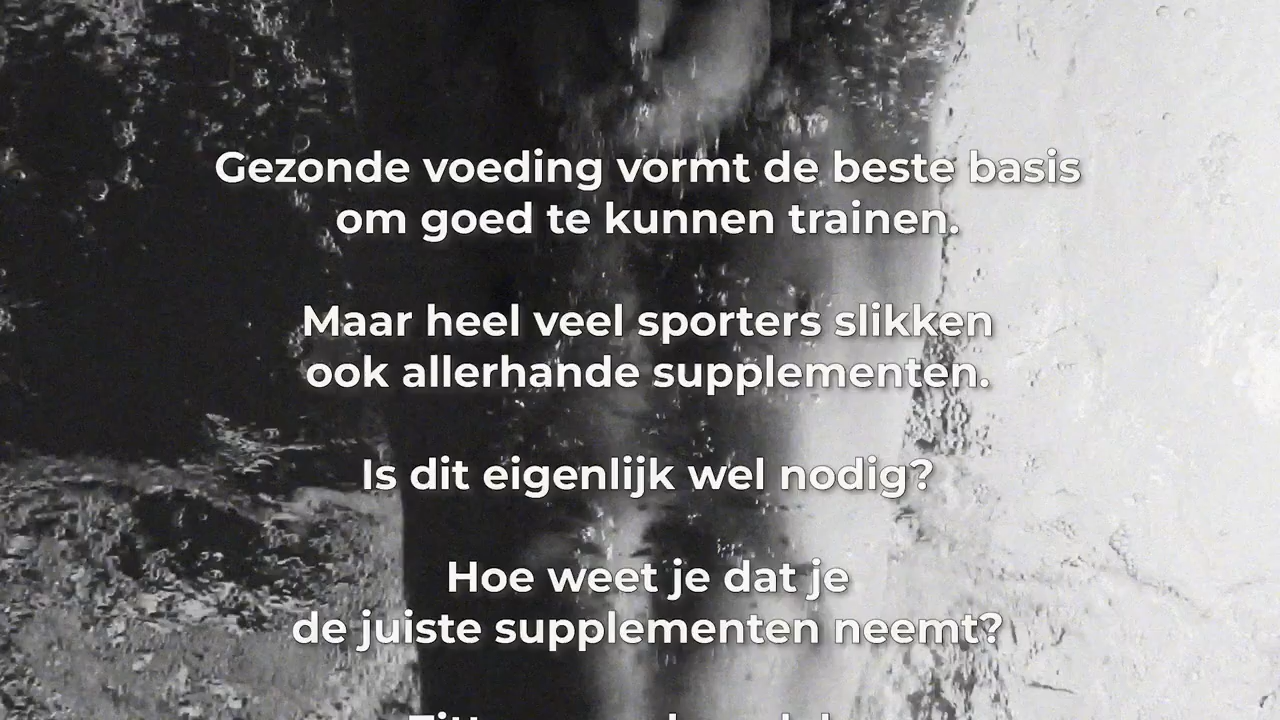 Gezonde voeding vormt de beste basis
om goed te kunnen trainen.
Maar heel veel sporters slikken
ook allerhande supplementen.
Is dit eigenlijk wel nodig?
Hoe weet je dat je
de juiste supplementen neemt?